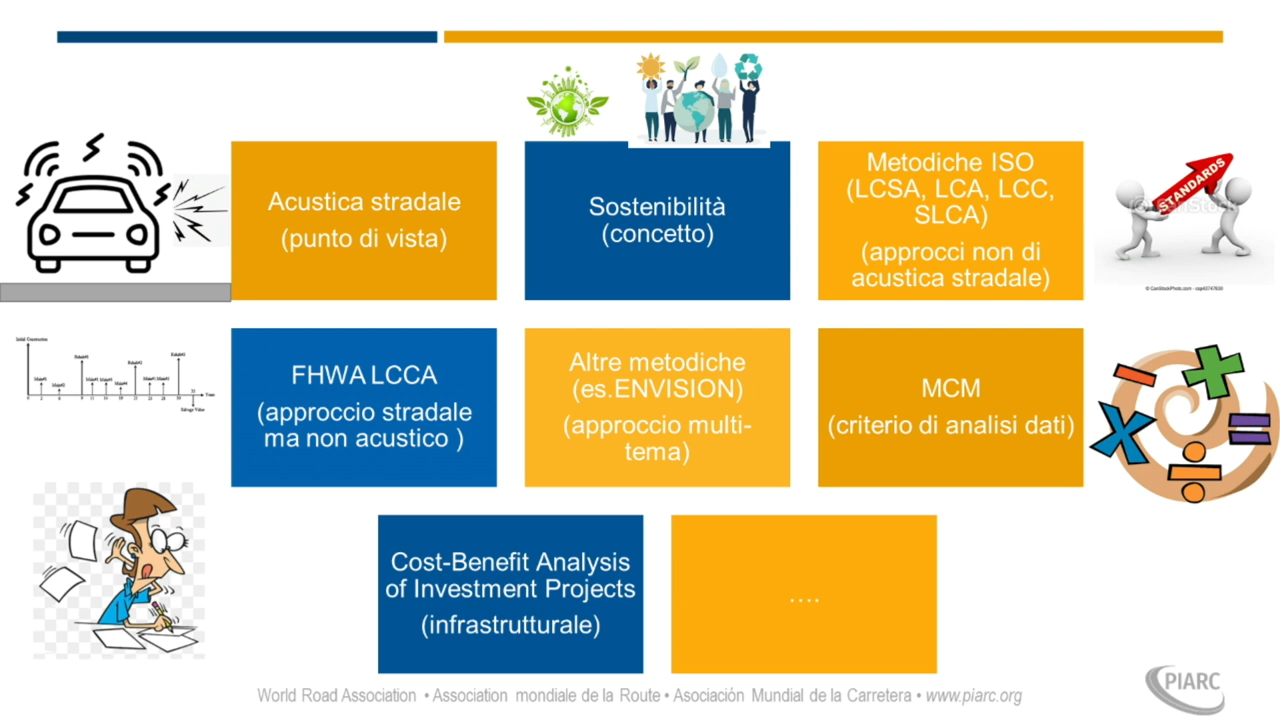 Acustica stradale
(punto di vista)
Sostenibilità
(concetto)
Metodiche ISO
(LCSA, LCA, LCC,
SLCA)
(approcci non di
acustica stradale)
STANDARDS
© CanStockPhoto.com
Initial Construction
FHWA LCCA
(approccio stradale
ma non acustico )
Altre metodiche
(es.ENVISION)
(approccio multi-
tema)
MCM
(criterio di analisi dati)
Salvage Value
Cost-Benefit Analysis
of Investment Projects
(infrastrutturale)
....
World Road Association • Association mondiale de la Route • Asociación Mundial de la Carretera • www.piarc.org
PIARC